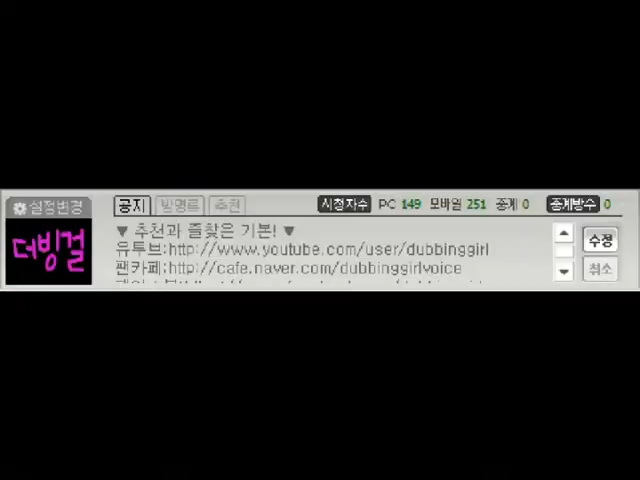 설정변경 공지 방명록 추천 시청자수 PC 149 모바일 251 중계 0 중계방수 0
더빙걸
▼ 추천과 즐찾은 기본! ▼
유투브:http://www.youtube.com/user/dubbinggirl
팬카페:http://cafe.naver.com/dubbinggirlvoice
수정
취소